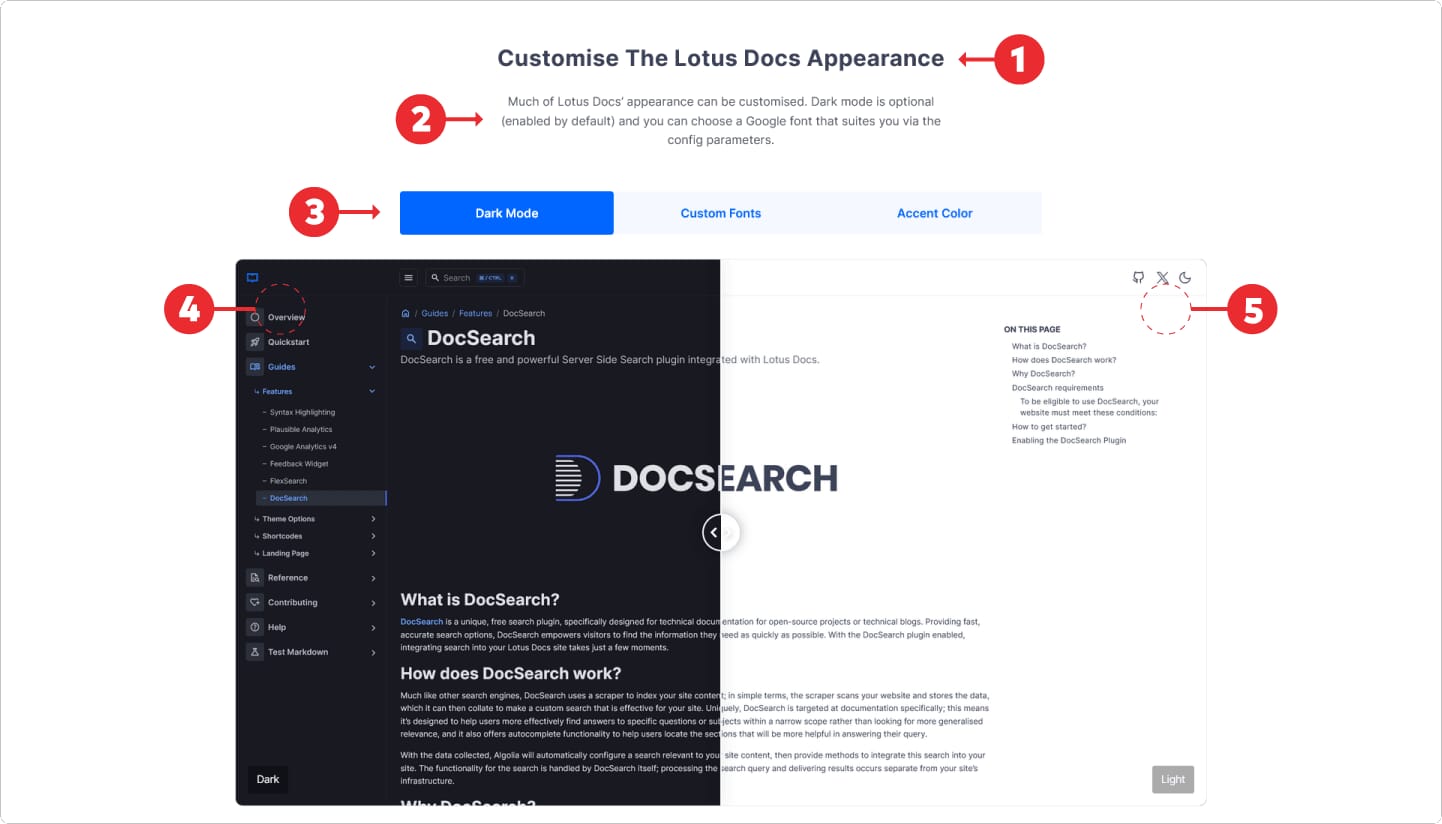 Customise The Lotus Docs Appearance
1
2
Much of Lotus Docs’ appearance can be customised. Dark mode is optional
(enabled by default) and you can choose a Google font that suites you via the
config parameters.
3
Dark Mode
Custom Fonts
Accent Color
Search ⌘/CTRL K
4
5
Overview
Quickstart
Guides
Features
– Syntax Highlighting
– Plausible Analytics
– Google Analytics v4
– Feedback Widget
– FlexSearch
– DocSearch
Theme Options
Shortcodes
Landing Page
Reference
Contributing
Help
Test Markdown
Dark
/ Guides / Features / DocSearch
DocSearch
DocSearch is a free and powerful Server Side Search plugin integrated with Lotus Docs.
DOCSEARCH
What is DocSearch?
DocSearch is a unique, free search plugin, specifically designed for technical documentation for open-source projects or technical blogs. Providing fast,
accurate search options, DocSearch empowers visitors to find the information they need as quickly as possible. With the DocSearch plugin enabled,
integrating search into your Lotus Docs site takes just a few moments.
How does DocSearch work?
Much like other search engines, DocSearch uses a scraper to index your site content; in simple terms, the scraper scans your website and stores the data,
which it can then collate to make a custom search that is effective for your site. Uniquely, DocSearch is targeted at documentation specifically; this means
it’s designed to help users more effectively find answers to specific questions or subjects within a narrow scope rather than looking for more generalised
relevance, and it also offers autocomplete functionality to help users locate the sections that will be more helpful in answering their query.
With the data collected, Algolia will automatically configure a search relevant to your site content, then provide methods to integrate this search into your
site. The functionality for the search is handled by DocSearch itself; processing the search query and delivering results occurs separate from your site’s
infrastructure.
Why DocSearch?
ON THIS PAGE
What is DocSearch?
How does DocSearch work?
Why DocSearch?
DocSearch requirements
To be eligible to use DocSearch, your
website must meet these conditions:
How to get started?
Enabling the DocSearch Plugin
Light